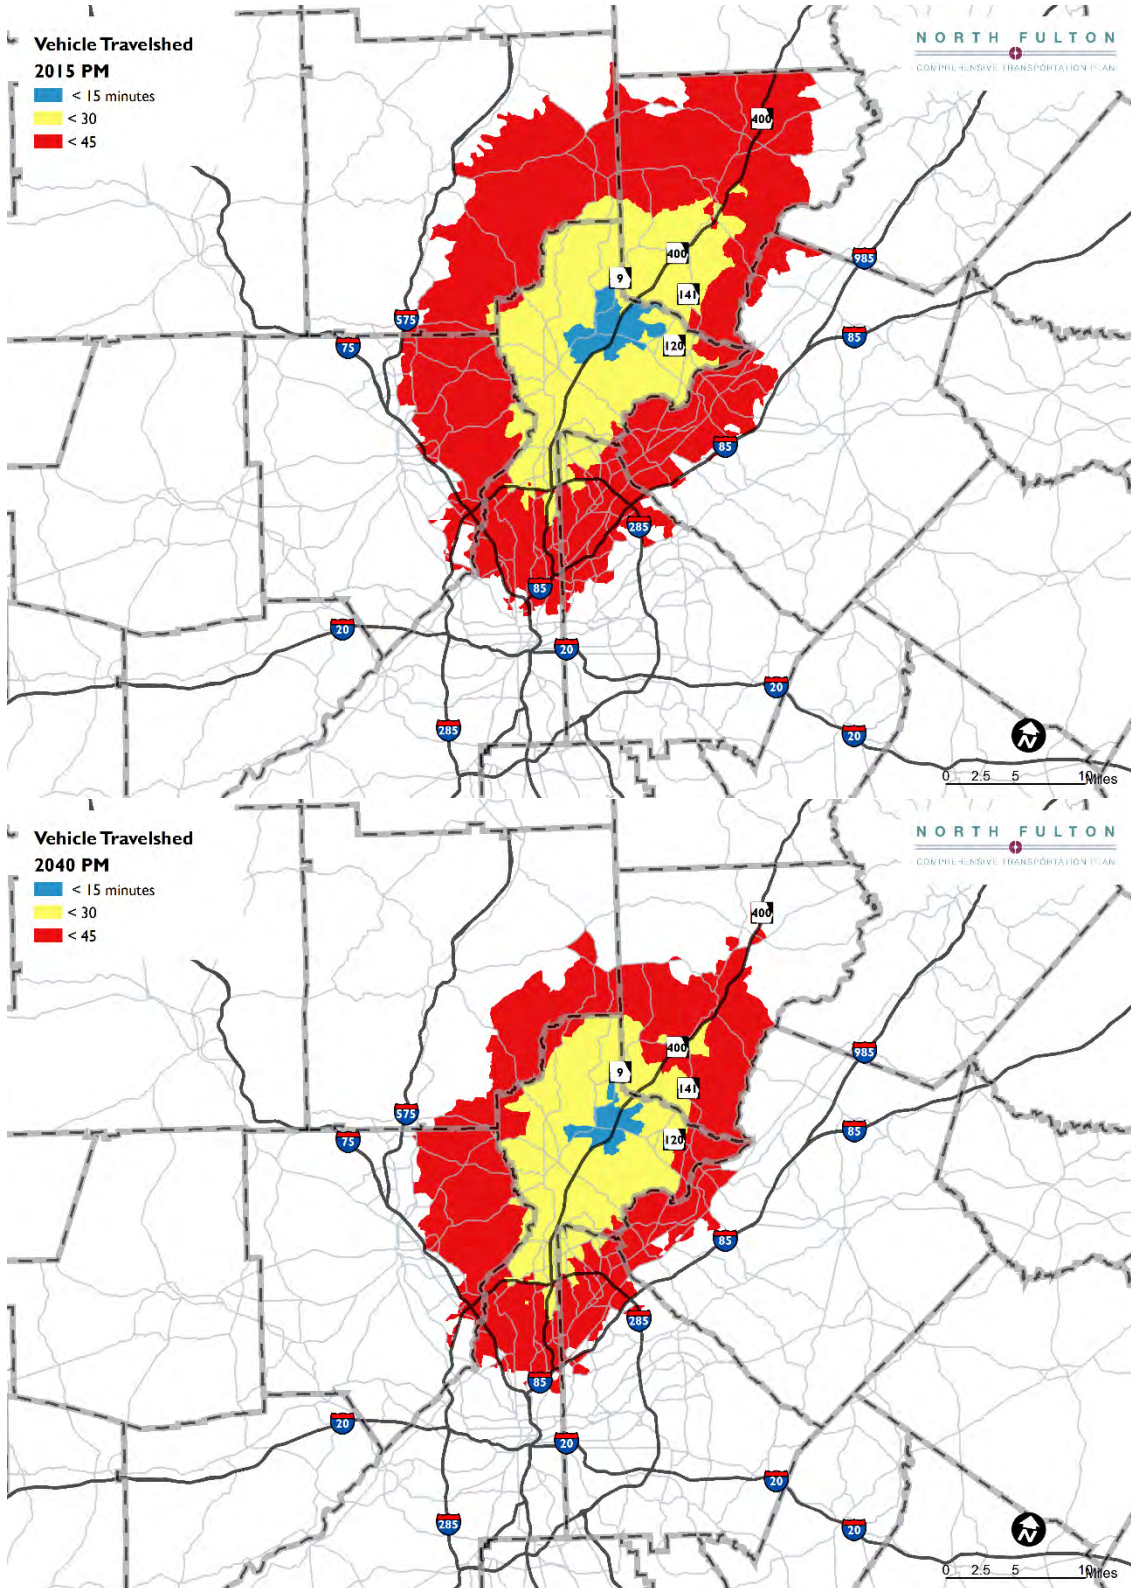 Vehicle Travelshed
2015 PM
< 15 minutes
< 30
< 45
NORTH FULTON
COMPREHENSIVE TRANSPORTATION PLAN
400
985
400
9
141
575
85
75
120
85
285
85
20
20
20
285
20
N
0 2.5 5 10 Miles
Vehicle Travelshed
2040 PM
< 15 minutes
< 30
< 45
NORTH FULTON
COMPREHENSIVE TRANSPORTATION PLAN
400
400
985
9
141
575
85
75
120
85
285
85
20
20
20
285
20
N
0 2.5 5 10 Miles